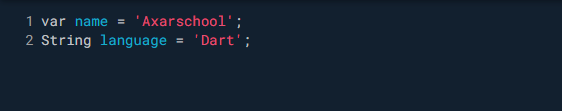 1 var name = 'Axarschool';
2 String language = 'Dart';